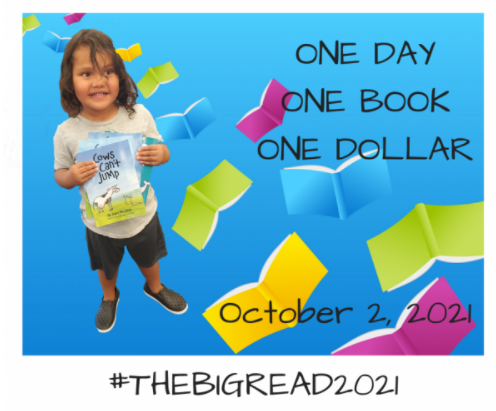 ONE DAY
ONE BOOK
ONE DOLLAR
Cows
Can't
Jump
October 2, 2021
#THEBIGREAD2021